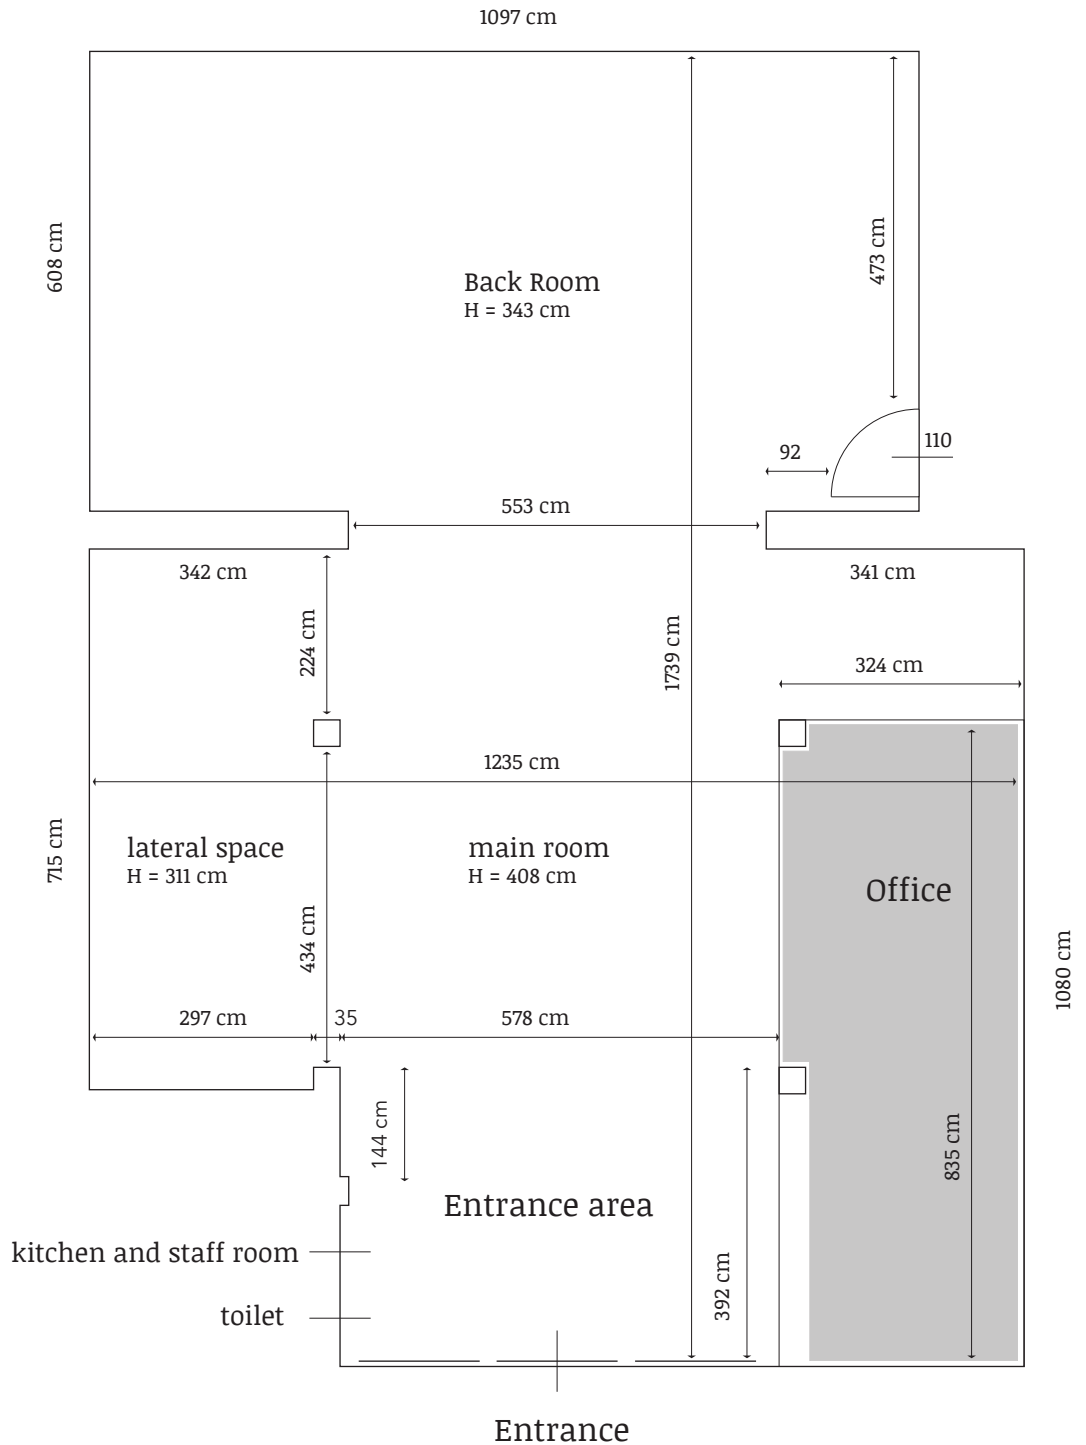 1097 cm
608 cm
473 cm
Back Room
H = 343 cm
110
92
553 cm
342 cm
341 cm
224 cm
1739 cm
324 cm
1235 cm
715 cm
lateral space
H = 311 cm
main room
H = 408 cm
Office
434 cm
1080 cm
297 cm
35
578 cm
144 cm
835 cm
Entrance area
kitchen and staff room
392 cm
toilet
Entrance